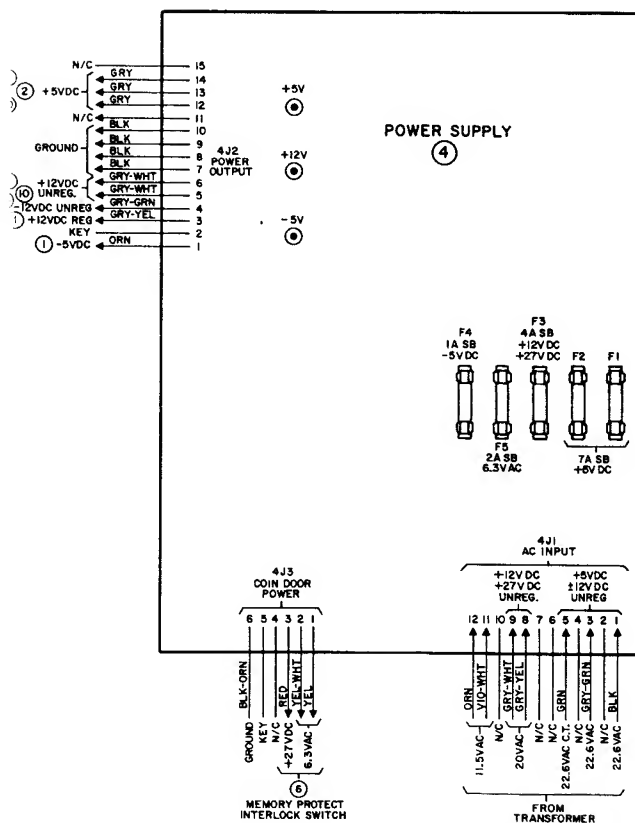 N/C 15
GRY 14
2 +5VDC GRY 13
GRY 12
N/C 11
BLK 10
GROUND BLK 9
BLK 8
BLK 7
+12VDC GRY-WHT 6
10 UNREG. GRY-WHT 5
-12VDC UNREG GRY-GRN 4
+12VDC REG GRY-YEL 3
KEY 2
1 -5VDC ORN 1
4J2
POWER
OUTPUT
+5V
+12V
-5V
POWER SUPPLY
4
F4
1A SB
-5VDC
F3
4A SB
+12VDC
+27VDC
F2
F1
F5
2A SB
6.3VAC
7A SB
+5VDC
4J3
COIN DOOR
POWER
6 5 4 3 2 1
BLK-ORN
RED
YEL-WHT
YEL
GROUND
KEY
N/C
+27VDC
6.3VAC
6
MEMORY PROTECT
INTERLOCK SWITCH
4J1
AC INPUT
+12VDC
+27VDC
UNREG.
+5VDC
±12VDC
UNREG
12 11 10 9 8 7 6 5 4 3 2 1
ORN
VIO-WHT
GRY-WHT
GRY-YEL
GRN
GRY-GRN
BLK
11.5VAC
N/C
20VAC
N/C
N/C
22.6VAC C.T.
N/C
22.6VAC
N/C
22.6VAC
FROM
TRANSFORMER